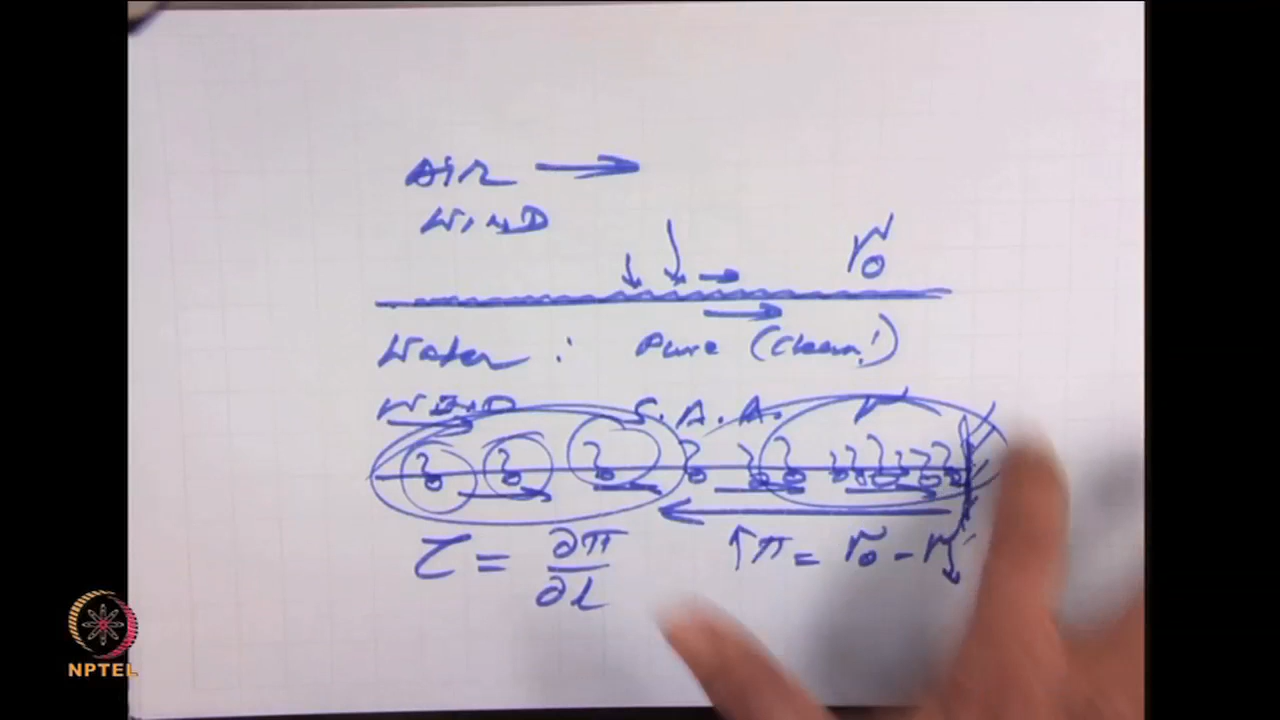 AIR →
WIND
γ₀
Water : Pure (Clean!)
WIND S.A.A. γ
τ = ∂π/∂L ↑π = γ₀ - γ ↓
NPTEL